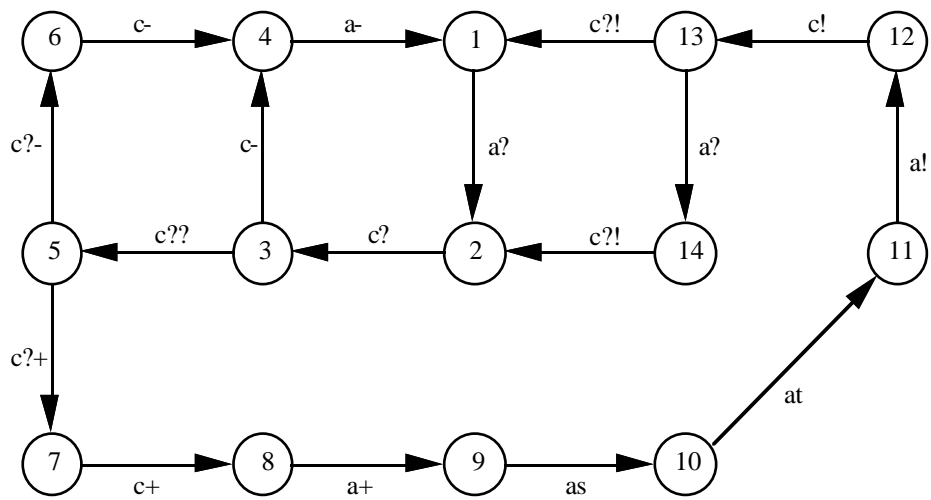 c- a- c?! c!
6 4 1 13 12
c?- c- a? a? a!
c?? c? c?!
5 3 2 14 11
c?+
at
7 8 9 10
c+ a+ as